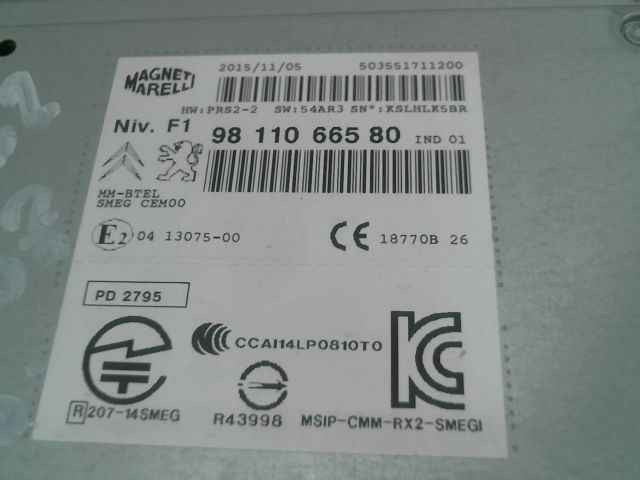 MAGNETI MARELLI
2015/11/05 503551711200
HW:PRS2-2 SW:54AR3 SN*:KSLHLK5BR
Niv. F1 98 110 665 80 IND 01
MM-BTEL
SMEG CEM00
E2 04 13075-00 CE 18770B 26
PD 2795
CCAI14LP0810T0
R 207-14SMEG R43998 MSIP-CMM-RX2-SMEGI